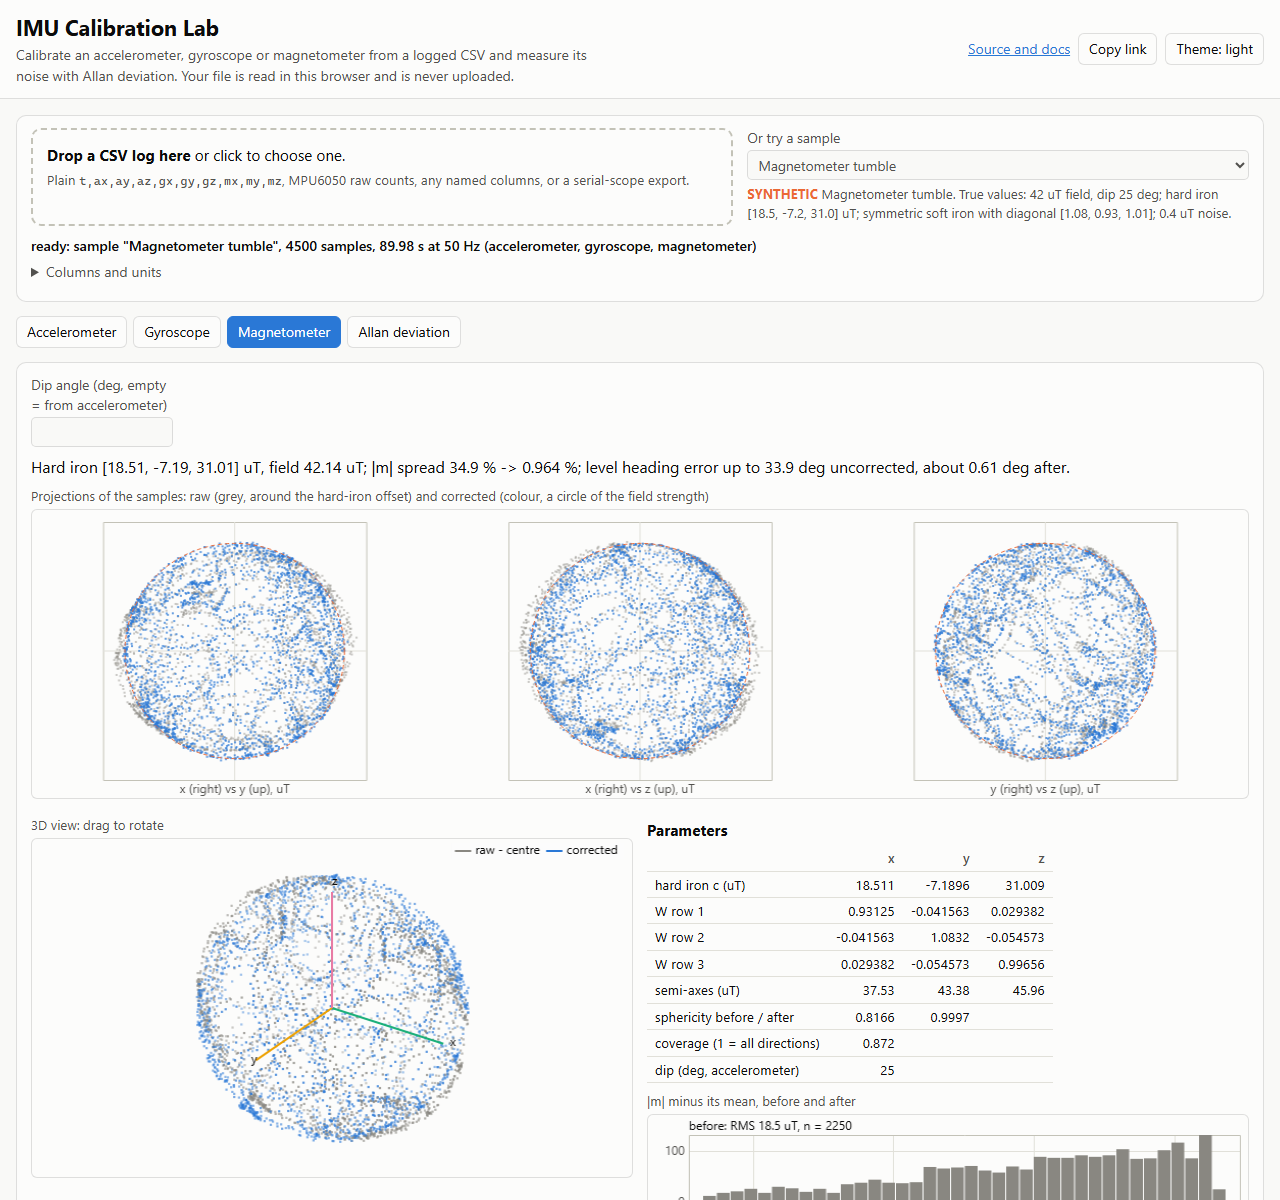 IMU Calibration Lab
Calibrate an accelerometer, gyroscope or magnetometer from a logged CSV and measure its
noise with Allan deviation. Your file is read in this browser and is never uploaded.
Source and docs
Copy link
Theme: light
Drop a CSV log here or click to choose one.
Plain t,ax,ay,az,gx,gy,gz,mx,my,mz, MPU6050 raw counts, any named columns, or a serial-scope export.
Or try a sample
Magnetometer tumble
SYNTHETIC Magnetometer tumble. True values: 42 uT field, dip 25 deg; hard iron
[18.5, -7.2, 31.0] uT; symmetric soft iron with diagonal [1.08, 0.93, 1.01]; 0.4 uT noise.
ready: sample "Magnetometer tumble", 4500 samples, 89.98 s at 50 Hz (accelerometer, gyroscope, magnetometer)
Columns and units
Accelerometer
Gyroscope
Magnetometer
Allan deviation
Dip angle (deg, empty
= from accelerometer)
Hard iron [18.51, -7.19, 31.01] uT, field 42.14 uT; |m| spread 34.9 % -> 0.964 %; level heading error up to 33.9 deg uncorrected, about 0.61 deg after.
Projections of the samples: raw (grey, around the hard-iron offset) and corrected (colour, a circle of the field strength)
x (right) vs y (up), uT
x (right) vs z (up), uT
y (right) vs z (up), uT
3D view: drag to rotate
raw - centre
corrected
z
x
y
Parameters
x y z
hard iron c (uT) 18.511 -7.1896 31.009
W row 1 0.93125 -0.041563 0.029382
W row 2 -0.041563 1.0832 -0.054573
W row 3 0.029382 -0.054573 0.99656
semi-axes (uT) 37.53 43.38 45.96
sphericity before / after 0.8166 0.9997
coverage (1 = all directions) 0.872
dip (deg, accelerometer) 25
|m| minus its mean, before and after
before: RMS 18.5 uT, n = 2250
100